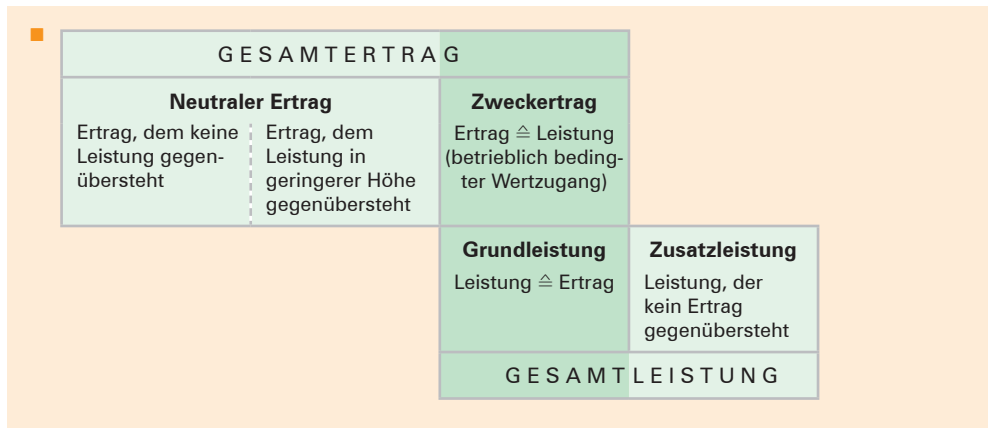 GESAMTERTRAG
Neutraler Ertrag
Ertrag, dem keine
Leistung gegen-
übersteht
Ertrag, dem
Leistung in
geringerer Höhe
gegenübersteht
Zweckertrag
Ertrag ≙ Leistung
(betrieblich beding-
ter Wertzugang)
Grundleistung
Leistung ≙ Ertrag
Zusatzleistung
Leistung, der
kein Ertrag
gegenübersteht
GESAMTLEISTUNG